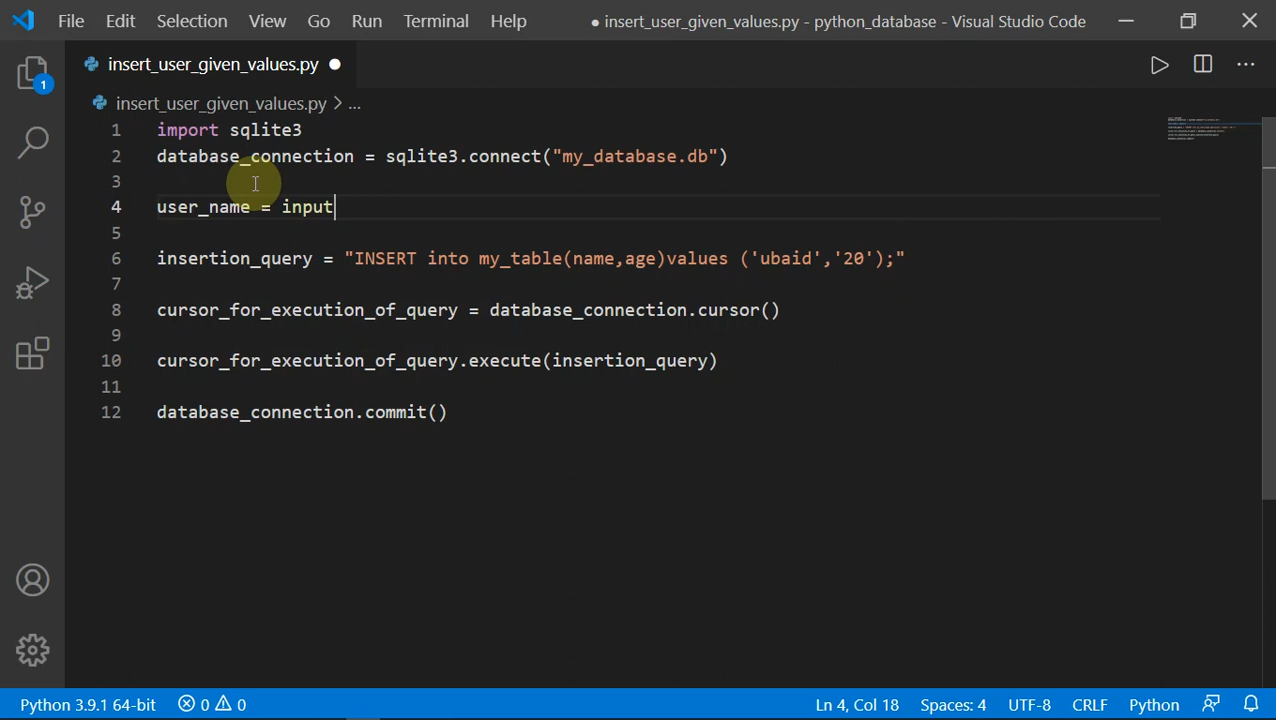 File Edit Selection View Go Run Terminal Help ● insert_user_given_values.py - python_database - Visual Studio Code
insert_user_given_values.py ●
insert_user_given_values.py > ...
1 import sqlite3
2 database_connection = sqlite3.connect("my_database.db")
3
4 user_name = input
5
6 insertion_query = "INSERT into my_table(name,age)values ('ubaid','20');"
7
8 cursor_for_execution_of_query = database_connection.cursor()
9
10 cursor_for_execution_of_query.execute(insertion_query)
11
12 database_connection.commit()
1
Python 3.9.1 64-bit 0 0 Ln 4, Col 18 Spaces: 4 UTF-8 CRLF Python